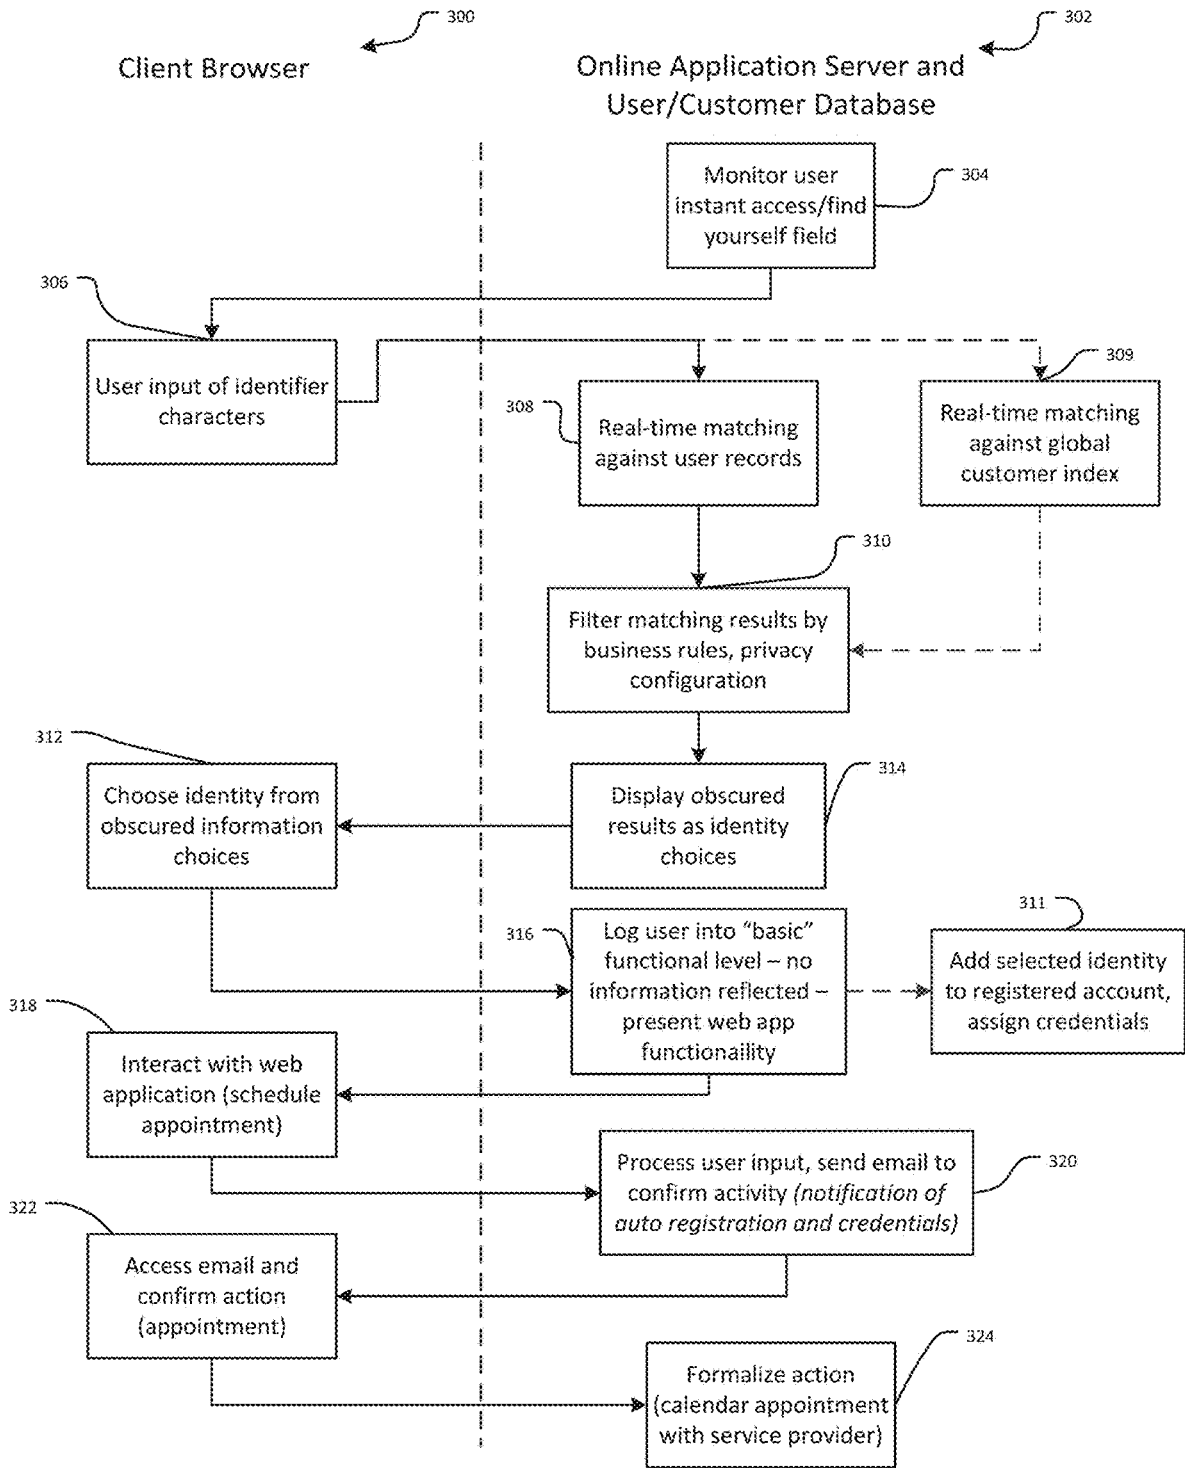 300
302
Client Browser
Online Application Server and
User/Customer Database
Monitor user
instant access/find
yourself field
304
306
User input of identifier
characters
308
Real-time matching
against user records
309
Real-time matching
against global
customer index
310
Filter matching results by
business rules, privacy
configuration
312
Choose identity from
obscured information
choices
314
Display obscured
results as identity
choices
316
Log user into “basic”
functional level – no
information reflected –
present web app
functionaility
311
Add selected identity
to registered account,
assign credentials
318
Interact with web
application (schedule
appointment)
Process user input, send email to
confirm activity (notification of
auto registration and credentials)
320
322
Access email and
confirm action
(appointment)
324
Formalize action
(calendar appointment
with service provider)